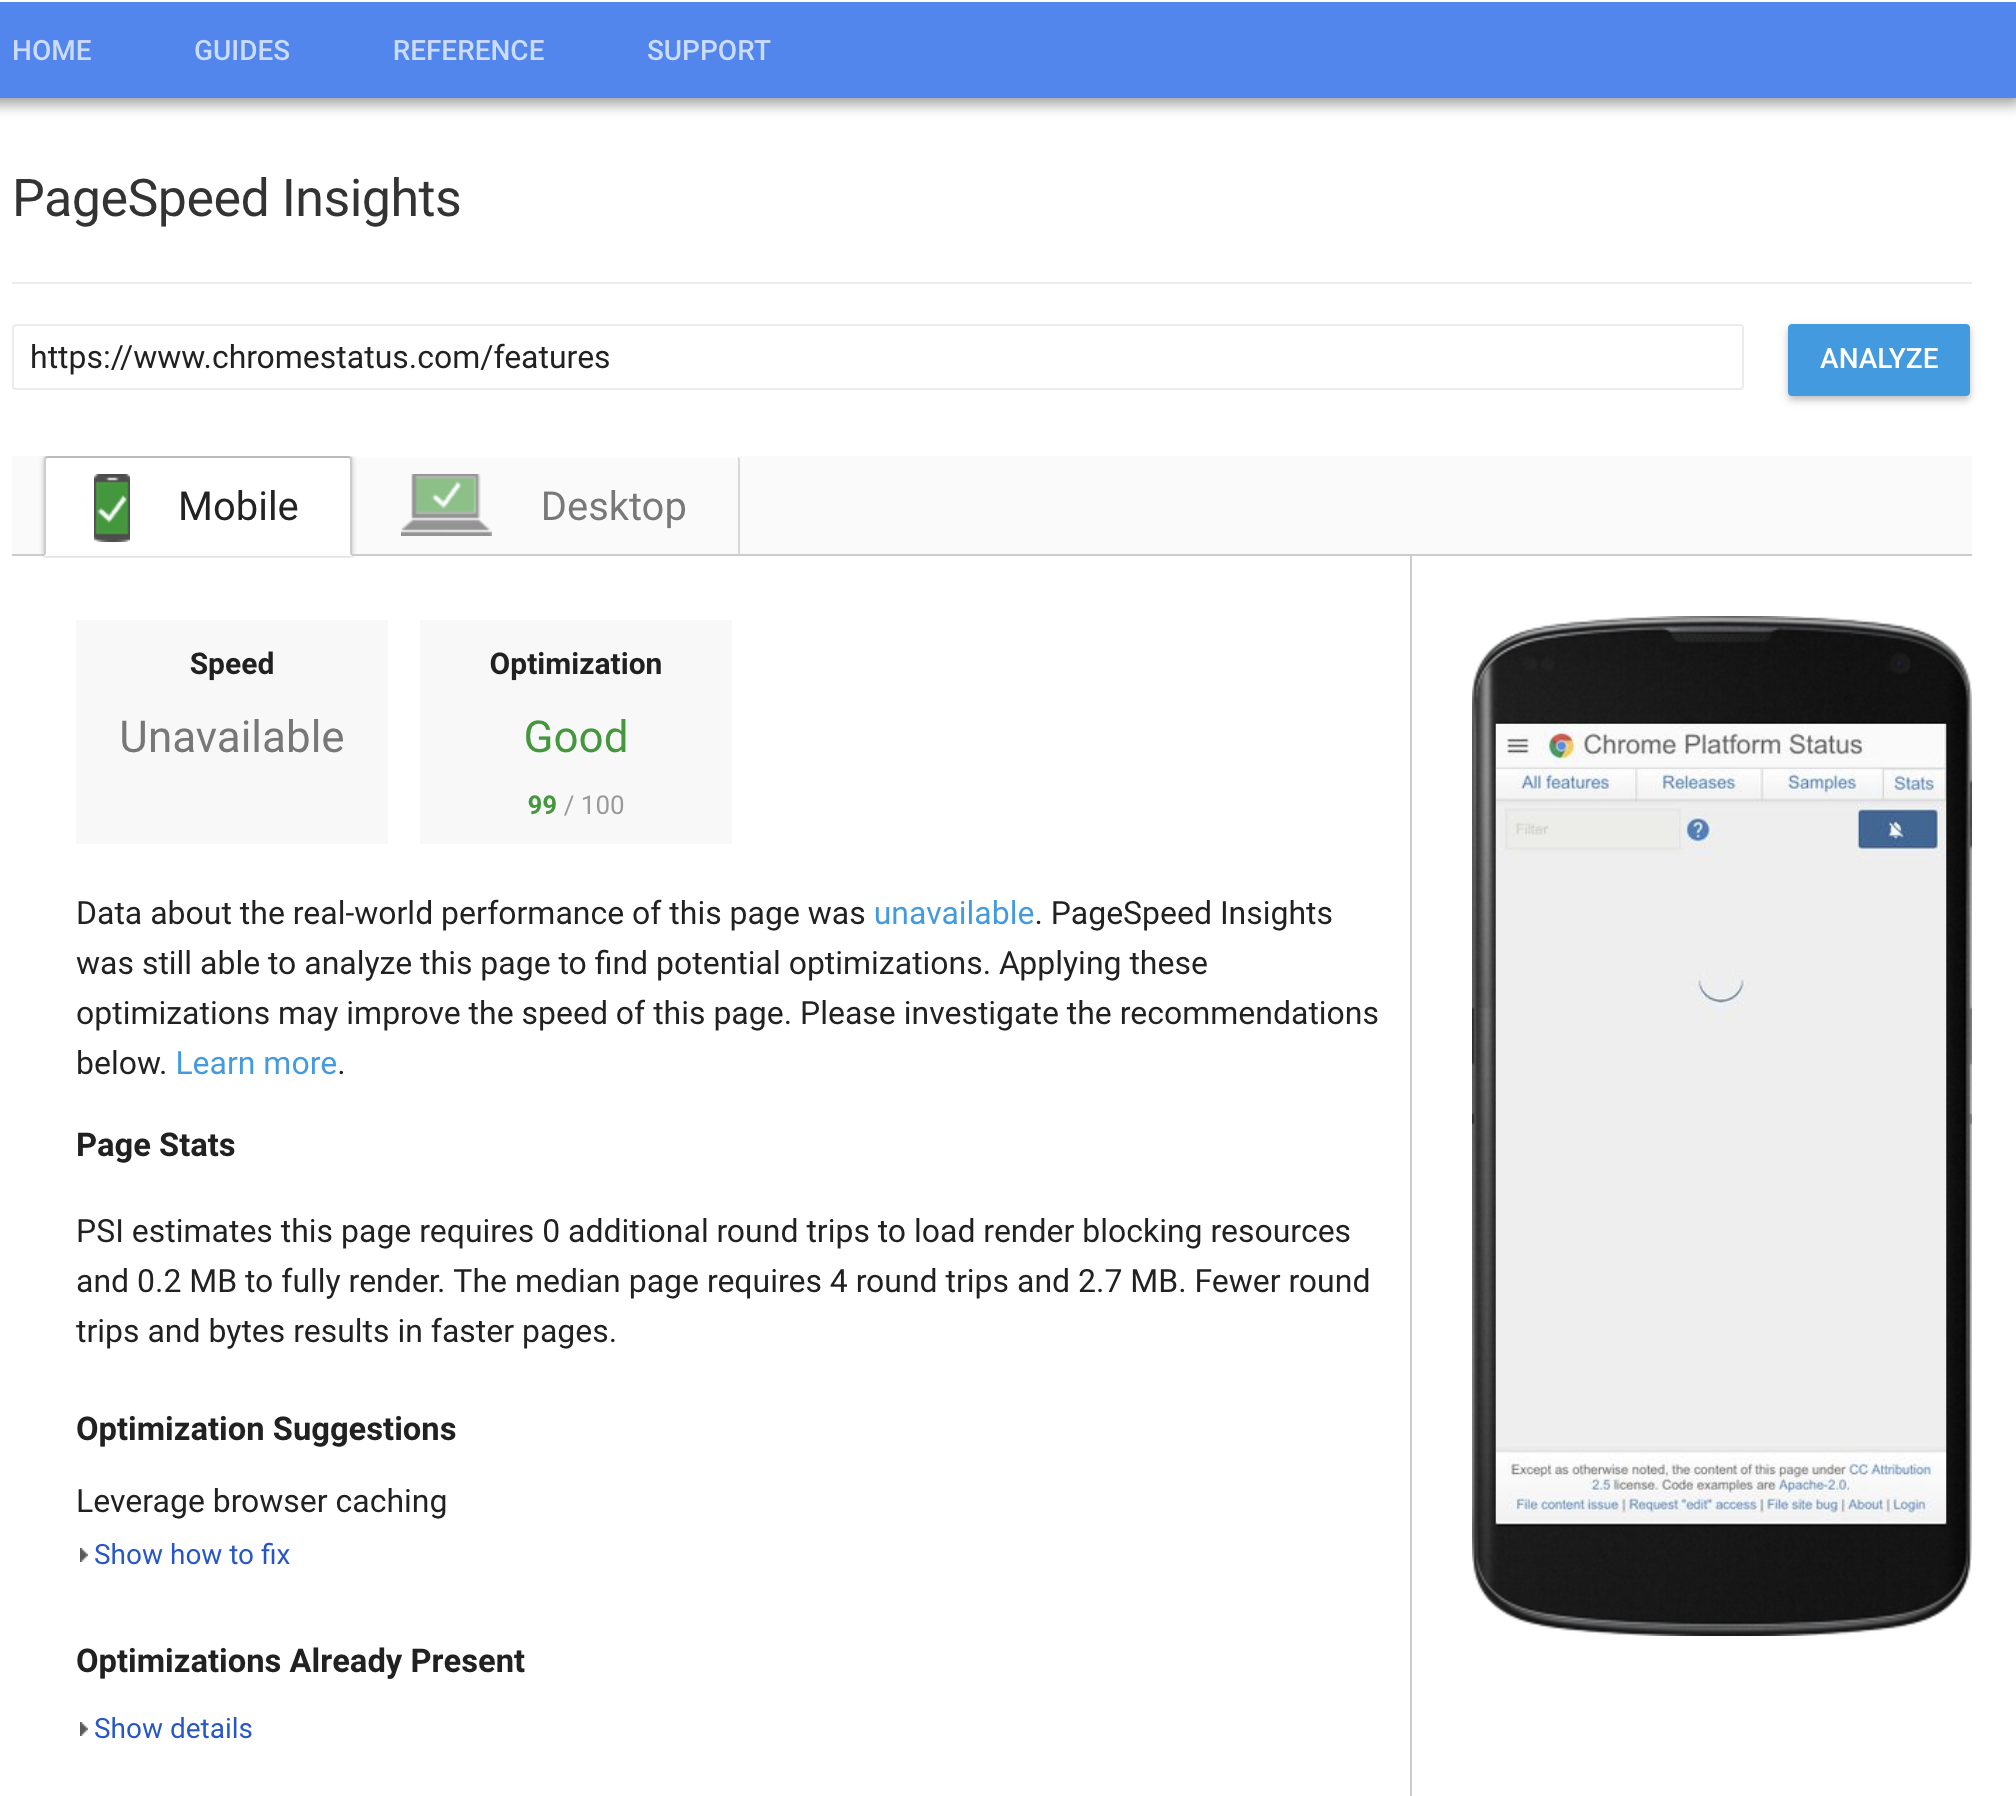 HOME GUIDES REFERENCE SUPPORT
PageSpeed Insights
https://www.chromestatus.com/features
ANALYZE
Mobile
Desktop
Speed
Unavailable
Optimization
Good
99 / 100
Data about the real-world performance of this page was unavailable. PageSpeed Insights
was still able to analyze this page to find potential optimizations. Applying these
optimizations may improve the speed of this page. Please investigate the recommendations
below. Learn more.
Page Stats
PSI estimates this page requires 0 additional round trips to load render blocking resources
and 0.2 MB to fully render. The median page requires 4 round trips and 2.7 MB. Fewer round
trips and bytes results in faster pages.
Optimization Suggestions
Leverage browser caching
Show how to fix
Optimizations Already Present
Show details
Chrome Platform Status
All features Releases Samples Stats
Filter ?
Except as otherwise noted, the content of this page under CC Attribution
2.5 license. Code examples are Apache-2.0.
File content issue | Request "edit" access | File site bug | About | Login